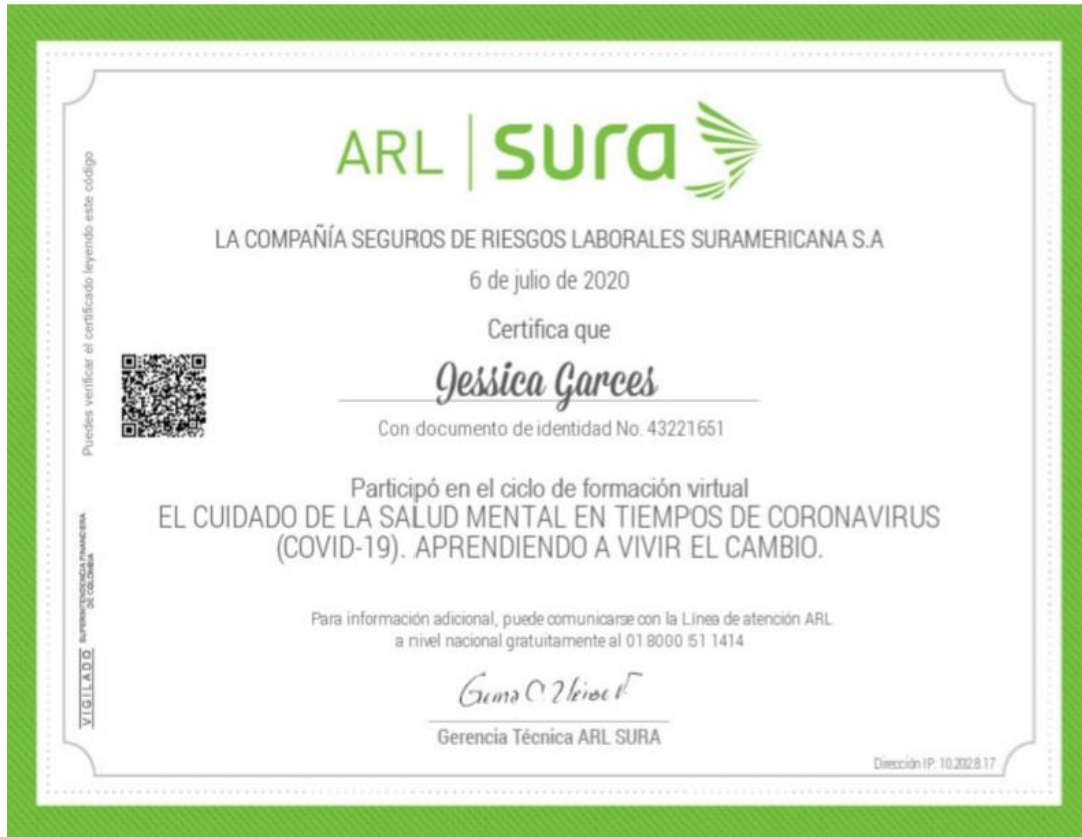 ARL | sura
LA COMPAÑÍA SEGUROS DE RIESGOS LABORALES SURAMERICANA S.A
6 de julio de 2020
Certifica que
Jessica Garces
Con documento de identidad No. 43221651
Participó en el ciclo de formación virtual
EL CUIDADO DE LA SALUD MENTAL EN TIEMPOS DE CORONAVIRUS
(COVID-19). APRENDIENDO A VIVIR EL CAMBIO.
Para información adicional, puede comunicarse con la Línea de atención ARL
a nivel nacional gratuitamente al 01 8000 51 1414
Gerencia Técnica ARL SURA
Dirección IP: 10.202.8.17
Puedes verificar el certificado leyendo este código
VIGILADO SUPERINTENDENCIA FINANCIERA
DE COLOMBIA